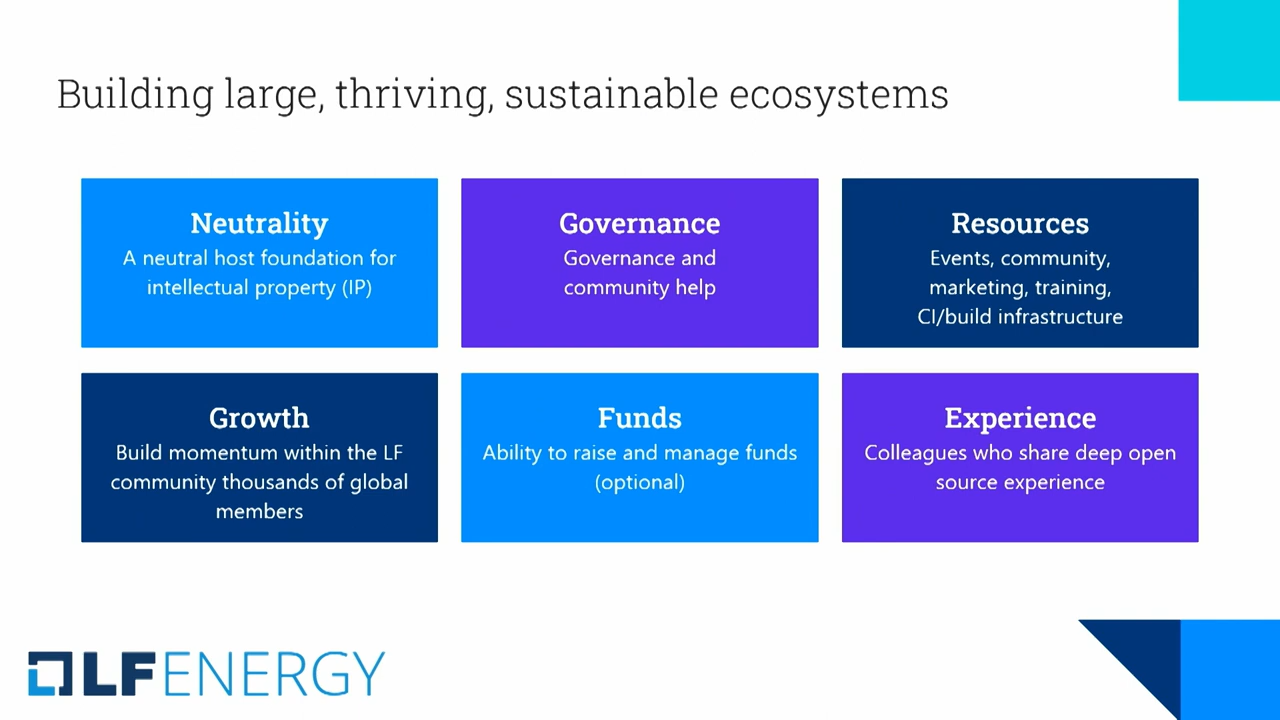 Building large, thriving, sustainable ecosystems
Neutrality
A neutral host foundation for
intellectual property (IP)
Governance
Governance and
community help
Resources
Events, community,
marketing, training,
CI/build infrastructure
Growth
Build momentum within the LF
community thousands of global
members
Funds
Ability to raise and manage funds
(optional)
Experience
Colleagues who share deep open
source experience
LFENERGY